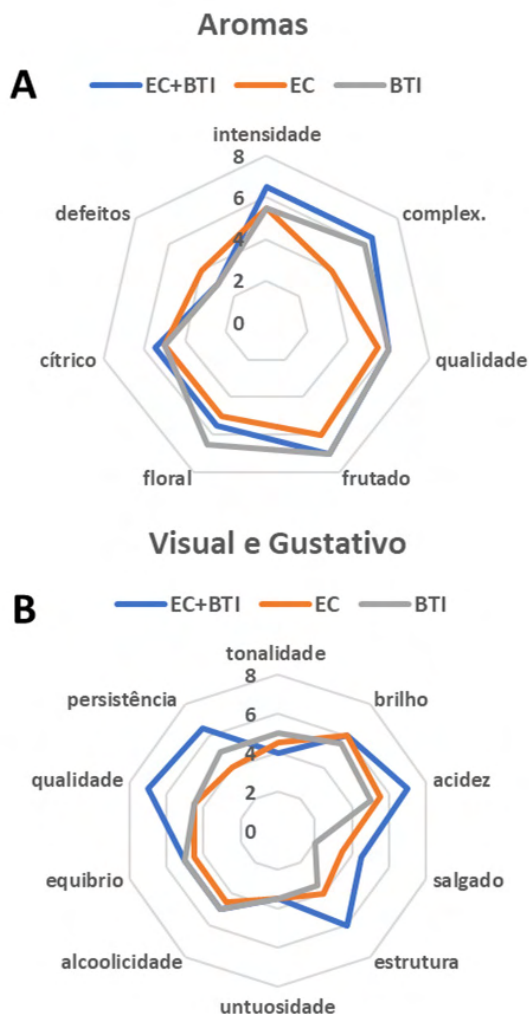 Aromas
A
EC+BTI EC BTI
intensidade
8
defeitos
6
complex.
4
2
0
cítrico
qualidade
floral
frutado
Visual e Gustativo
B
EC+BTI EC BTI
tonalidade
8
persistência
brilho
6
4
qualidade
acidez
2
0
equibrio
salgado
alcoolicidade
estrutura
untuosidade